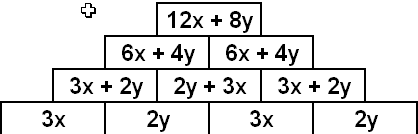 12x + 8y
6x + 4y 6x + 4y
3x + 2y 2y + 3x 3x + 2y
3x 2y 3x 2y